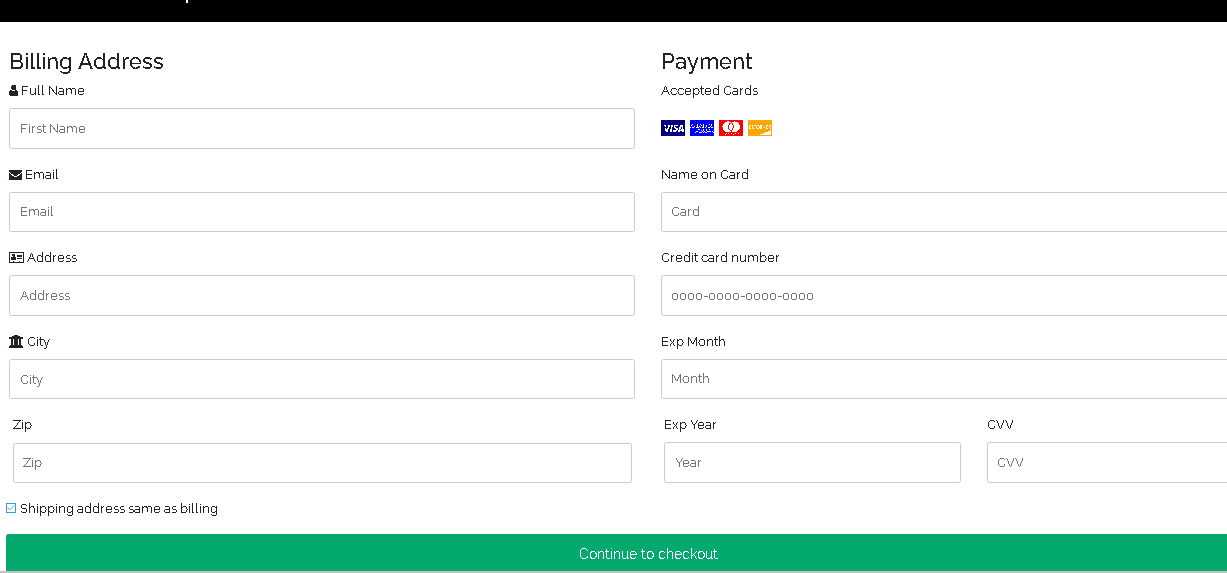 Billing Address
Full Name
First Name
Email
Email
Address
Address
City
City
Zip
Zip
Shipping address same as billing
Payment
Accepted Cards
VISA
DISCOVER
Name on Card
Card
Credit card number
0000-0000-0000-0000
Exp Month
Month
Exp Year
Year
CVV
CVV
Continue to checkout